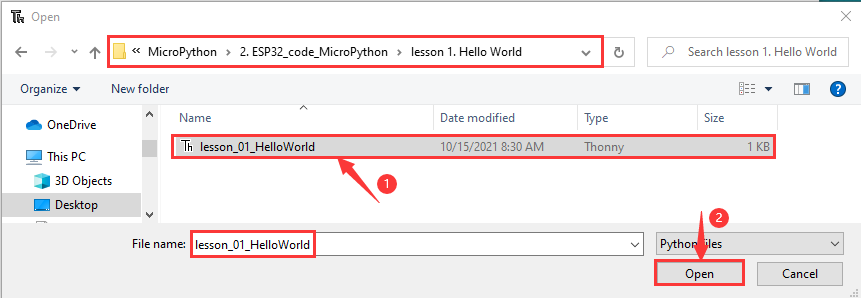 Open
« MicroPython > 2. ESP32_code_MicroPython > lesson 1. Hello World
Search lesson 1. Hello World
Organize
New folder
Name
Date modified
Type
Size
OneDrive
This PC
3D Objects
Desktop
lesson_01_HelloWorld
10/15/2021 8:30 AM
Thonny
1 KB
1
2
File name:
lesson_01_HelloWorld
Python files
Open
Cancel